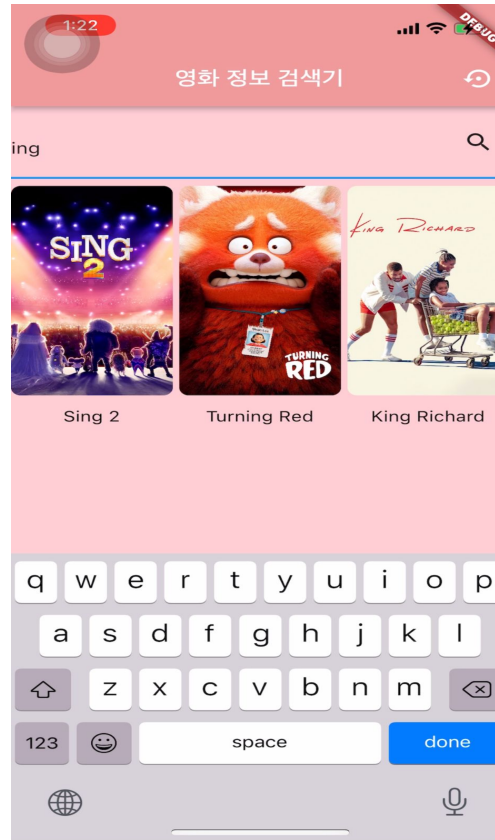 1:22
DEBUG
영화 정보 검색기
ing
SING
2
TURNING
RED
KING RICHARD
Sing 2
Turning Red
King Richard
q w e r t y u i o p
a s d f g h j k l
z x c v b n m
123 space done